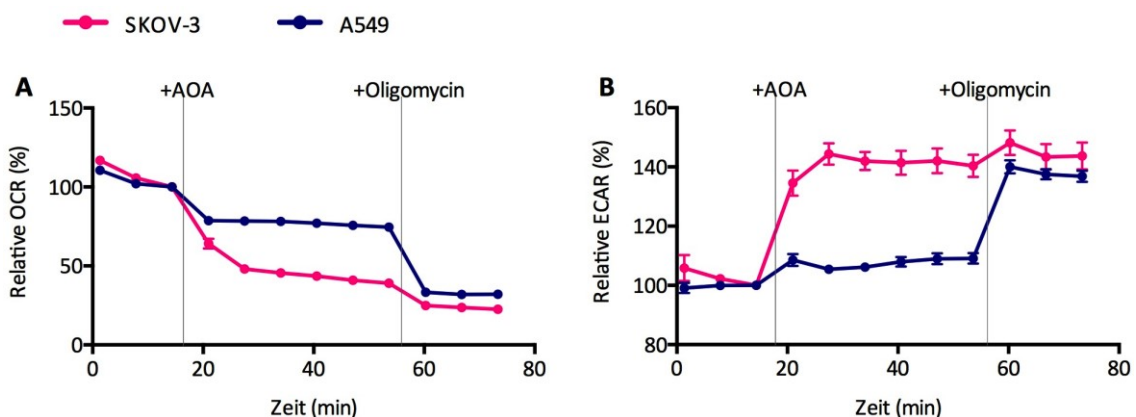 SKOV-3 A549
A
+AOA +Oligomycin
Relative OCR (%)
150
100
50
0
0 20 40 60 80
Zeit (min)
B
+AOA +Oligomycin
Relative ECAR (%)
160
140
120
100
80
0 20 40 60 80
Zeit (min)